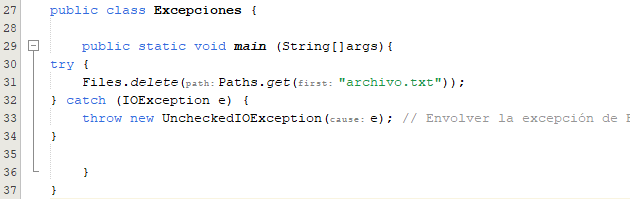 27 public class Excepciones {
28
29 public static void main (String[]args){
30 try {
31 Files.delete(path: Paths.get(first: "archivo.txt"));
32 } catch (IOException e) {
33 throw new UncheckedIOException(cause: e); // Envolver la excepción de
34 }
35
36 }
37 }